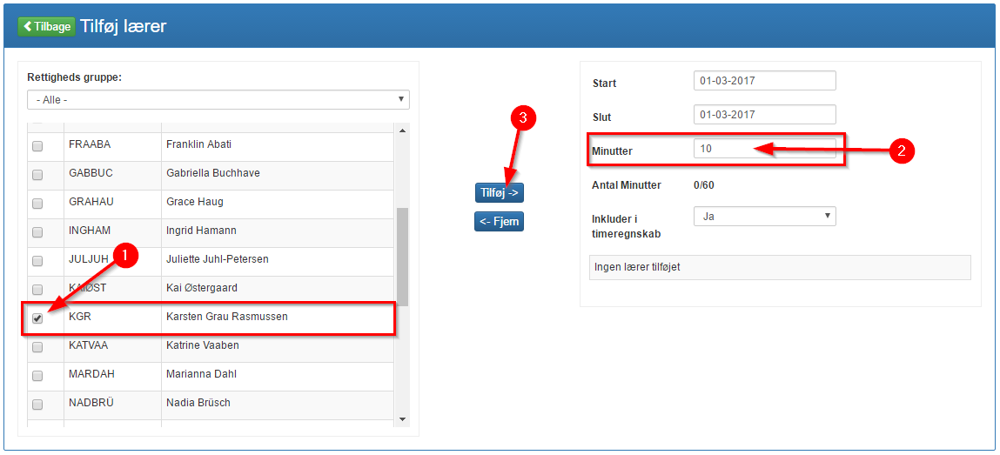 Tilbage Tilføj lærer
Rettigheds gruppe:
- Alle -
FRAABA Franklin Abati
GABBUC Gabriella Buchhave
GRAHAU Grace Haug
INGHAM Ingrid Hamann
JULJUH Juliette Juhl-Petersen
KAIØST Kai Østergaard
KGR Karsten Grau Rasmussen
KATVAA Katrine Vaaben
MARDAH Marianna Dahl
NADBRÜ Nadia Brüsch
1
3
Tilføj ->
<- Fjern
Start 01-03-2017
Slut 01-03-2017
Minutter 10
2
Antal Minutter 0/60
Inkluder i Ja
timeregnskab
Ingen lærer tilføjet